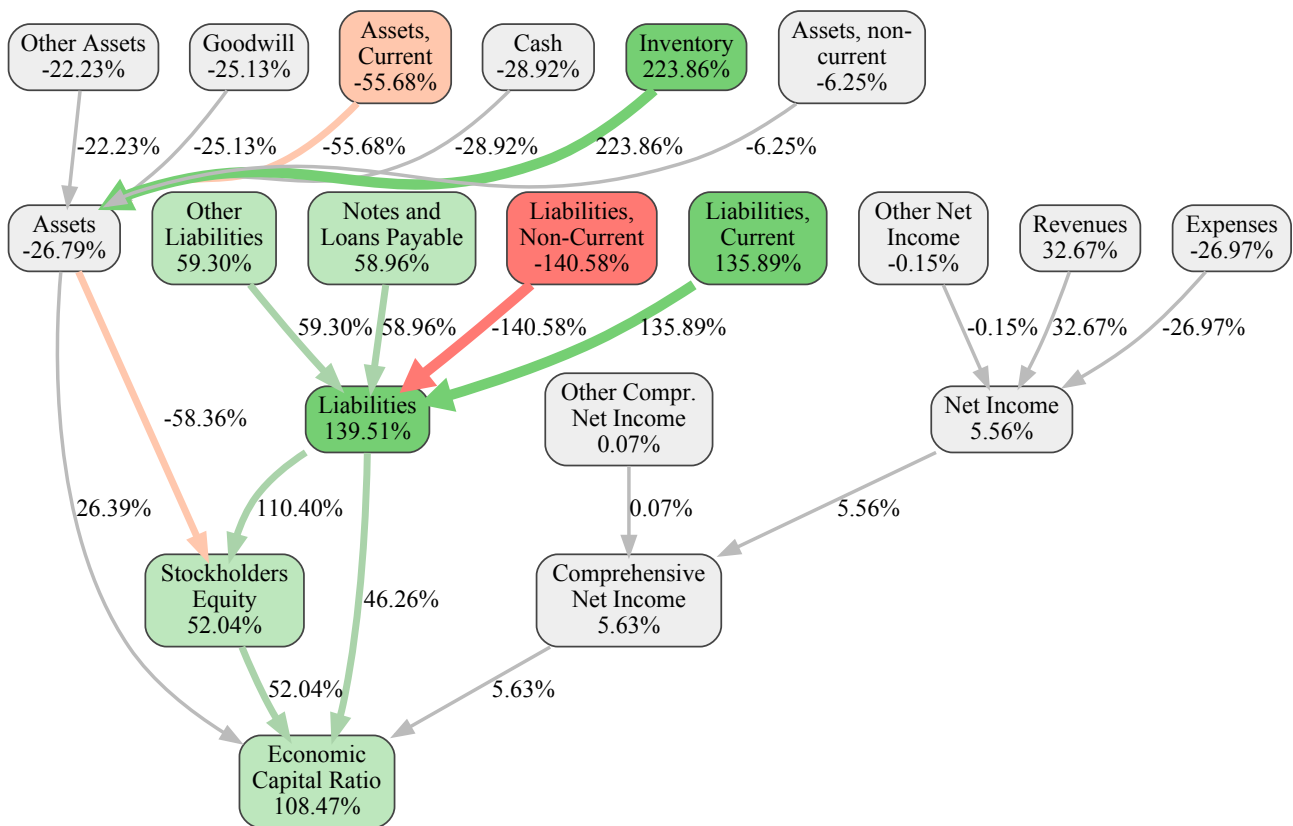 Other Assets
-22.23%
Goodwill
-25.13%
Assets,
Current
-55.68%
Cash
-28.92%
Inventory
223.86%
Assets, non-
current
-6.25%
-22.23%
-25.13%
-55.68%
-28.92%
223.86%
-6.25%
Assets
-26.79%
Other
Liabilities
59.30%
Notes and
Loans Payable
58.96%
Liabilities,
Non-Current
-140.58%
Liabilities,
Current
135.89%
Other Net
Income
-0.15%
Revenues
32.67%
Expenses
-26.97%
59.30%
58.96%
-140.58%
135.89%
-0.15%
32.67%
-26.97%
Liabilities
139.51%
Other Compr.
Net Income
0.07%
Net Income
5.56%
-58.36%
26.39%
110.40%
0.07%
5.56%
Stockholders
Equity
52.04%
46.26%
Comprehensive
Net Income
5.63%
52.04%
5.63%
Economic
Capital Ratio
108.47%